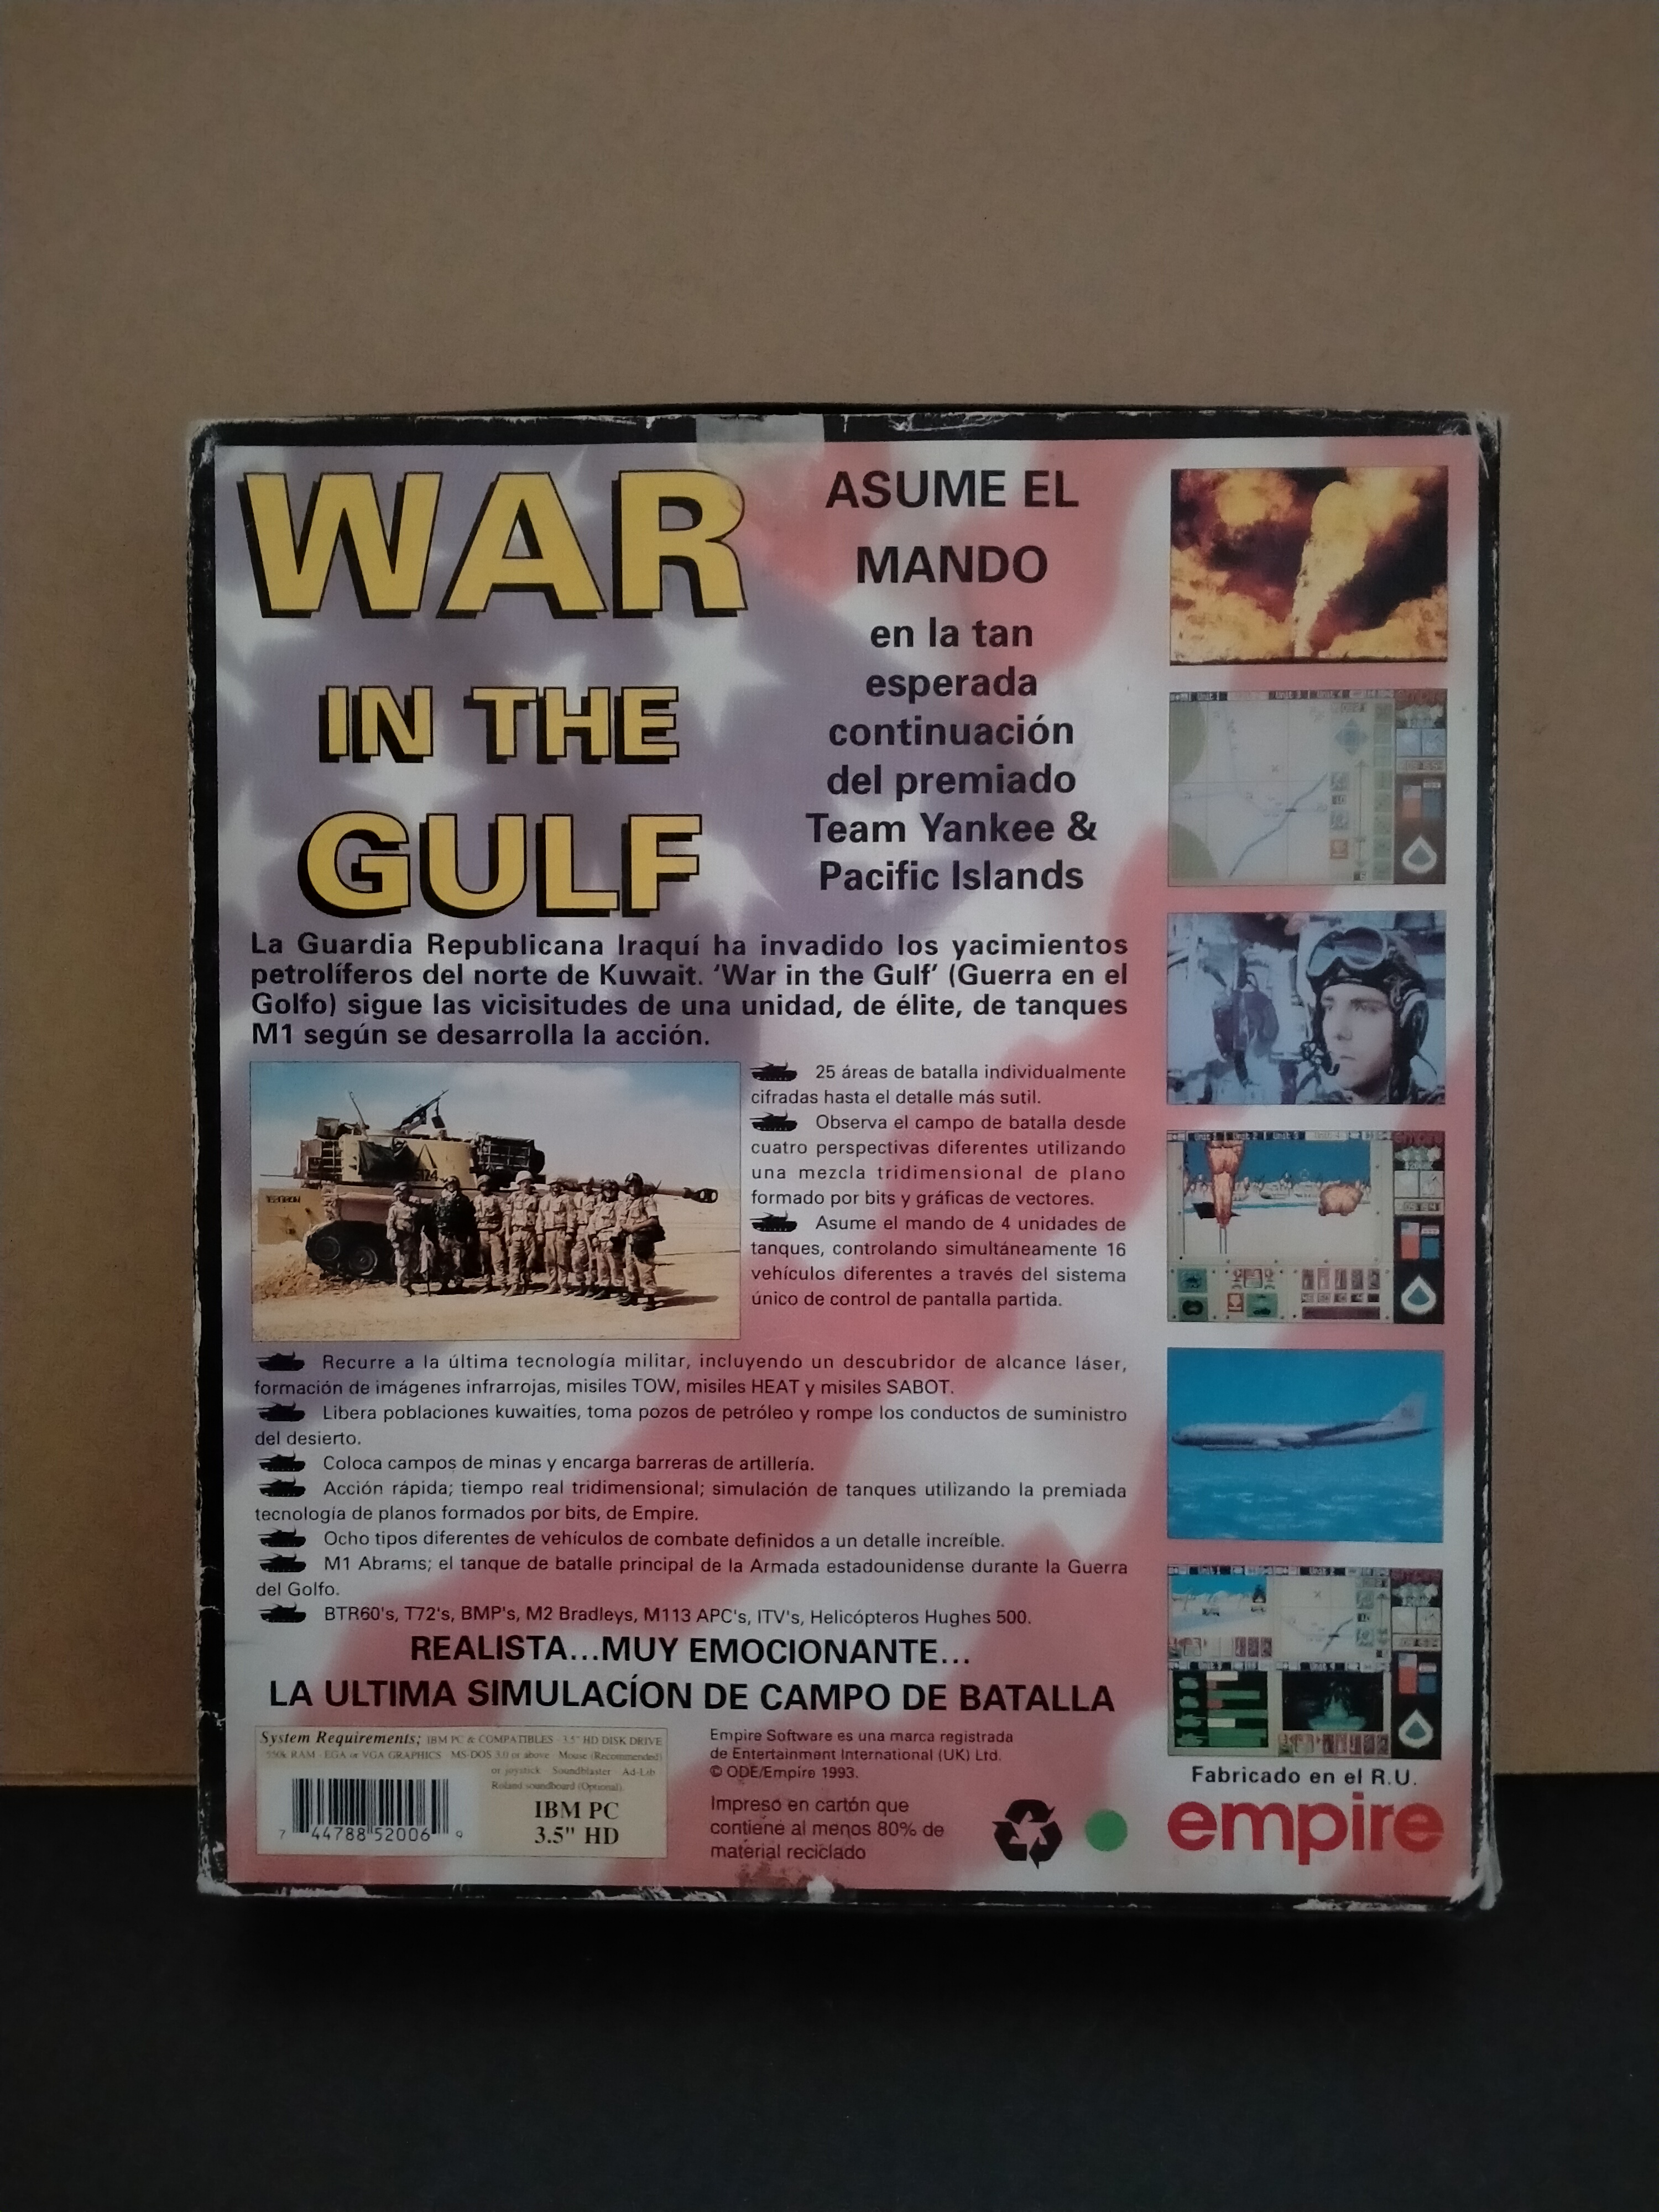 WAR
IN THE
GULF
ASUME EL
MANDO
en la tan
esperada
continuación
del premiado
Team Yankee &
Pacific Islands
La Guardia Republicana Iraquí ha invadido los yacimientos
petrolíferos del norte de Kuwait. ‘War in the Gulf’ (Guerra en el
Golfo) sigue las vicisitudes de una unidad, de élite, de tanques
M1 según se desarrolla la acción.
25 áreas de batalla individualmente
cifradas hasta el detalle más sutil.
Observa el campo de batalla desde
cuatro perspectivas diferentes utilizando
una mezcla tridimensional de plano
formado por bits y gráficas de vectores.
Asume el mando de 4 unidades de
tanques, controlando simultáneamente 16
vehículos diferentes a través del sistema
único de control de pantalla partida.
Recurre a la última tecnología militar, incluyendo un descubridor de alcance láser,
formación de imágenes infrarrojas, misiles TOW, misiles HEAT y misiles SABOT.
Libera poblaciones kuwaitíes, toma pozos de petróleo y rompe los conductos de suministro
del desierto.
Coloca campos de minas y encarga barreras de artillería.
Acción rápida; tiempo real tridimensional; simulación de tanques utilizando la premiada
tecnología de planos formados por bits, de Empire.
Ocho tipos diferentes de vehículos de combate definidos a un detalle increíble.
M1 Abrams; el tanque de batalle principal de la Armada estadounidense durante la Guerra
del Golfo.
BTR60's, T72's, BMP's, M2 Bradleys, M113 APC's, ITV's, Helicópteros Hughes 500.
REALISTA...MUY EMOCIONANTE...
LA ULTIMA SIMULACÍON DE CAMPO DE BATALLA
System Requirements; IBM PC & COMPATIBLES · 3.5" HD DISK DRIVE
550k RAM · EGA or VGA GRAPHICS · MS-DOS 3.0 or above · Mouse (Recommended)
or joystick · Soundblaster · Ad-Lib
Roland soundboard (Optional).
IBM PC
3.5" HD
7 44788 52006 9
Empire Software es una marca registrada
de Entertainment International (UK) Ltd.
© ODE/Empire 1993.
Impreso en cartón que
contiene al menos 80% de
material reciclado
Fabricado en el R.U.
empire